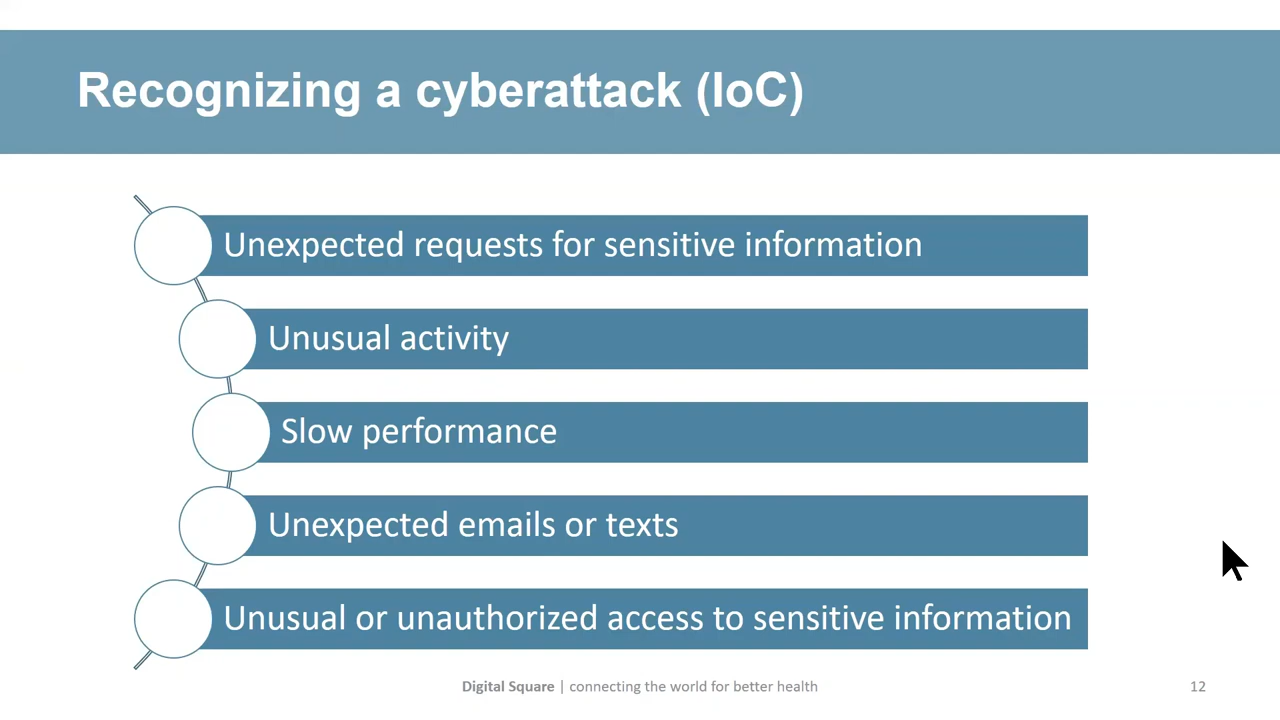 Recognizing a cyberattack (IoC)
Unexpected requests for sensitive information
Unusual activity
Slow performance
Unexpected emails or texts
Unusual or unauthorized access to sensitive information
Digital Square | connecting the world for better health
12